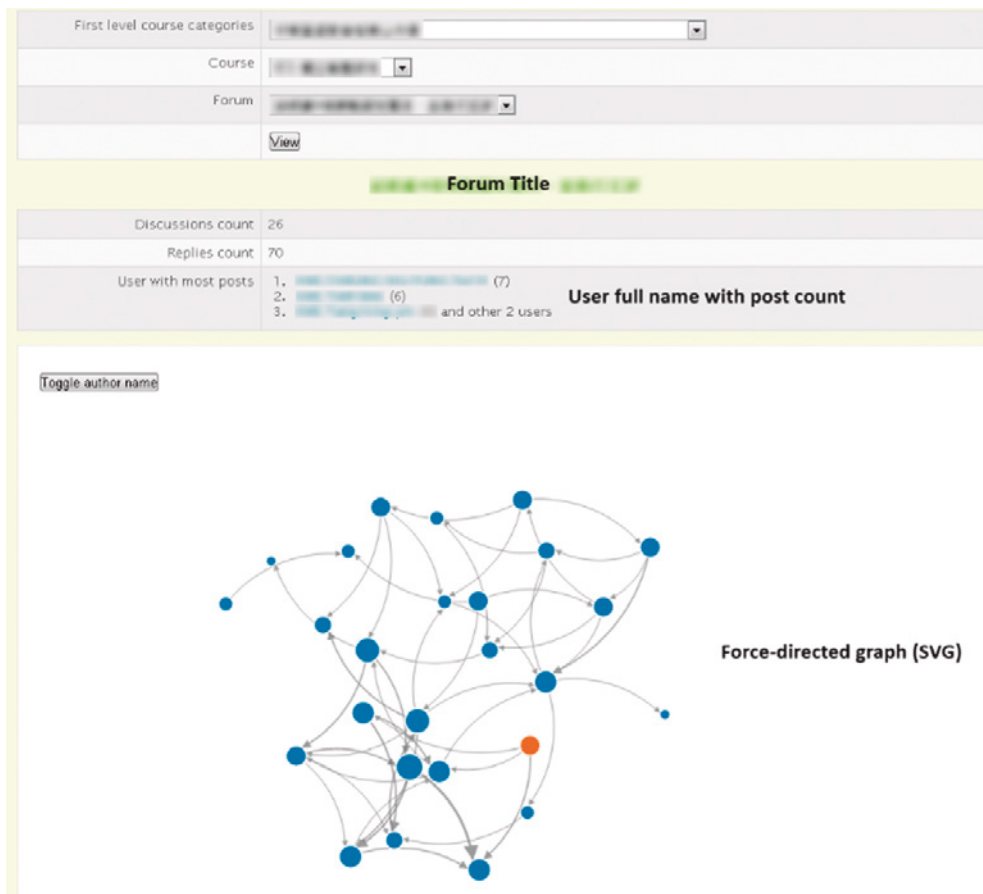 First level course categories
Course
Forum
View
Forum Title
Discussions count 26
Replies count 70
User with most posts 1. (7)
2. (6) User full name with post count
3. and other 2 users
Toggle author name
Force-directed graph (SVG)